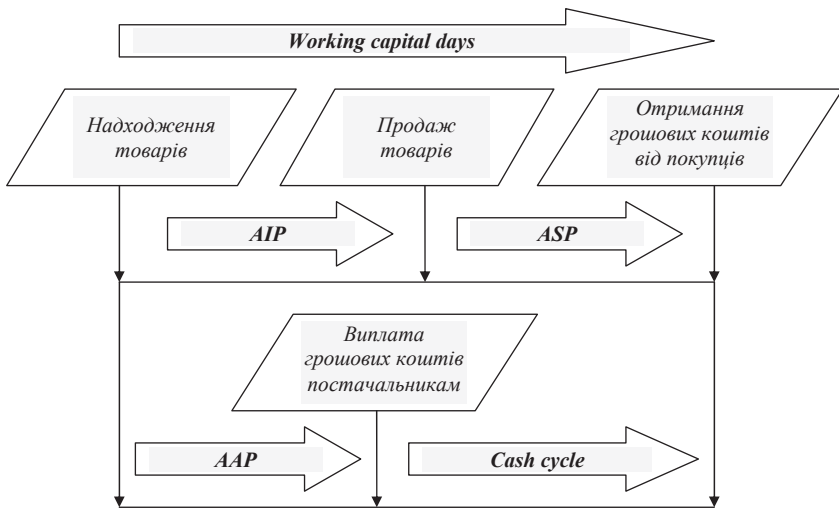 Working capital days
Надходження
товарів
Продаж
товарів
Отримання
грошових коштів
від покупців
AIP
ASP
Виплата
грошових коштів
постачальникам
AAP
Cash cycle